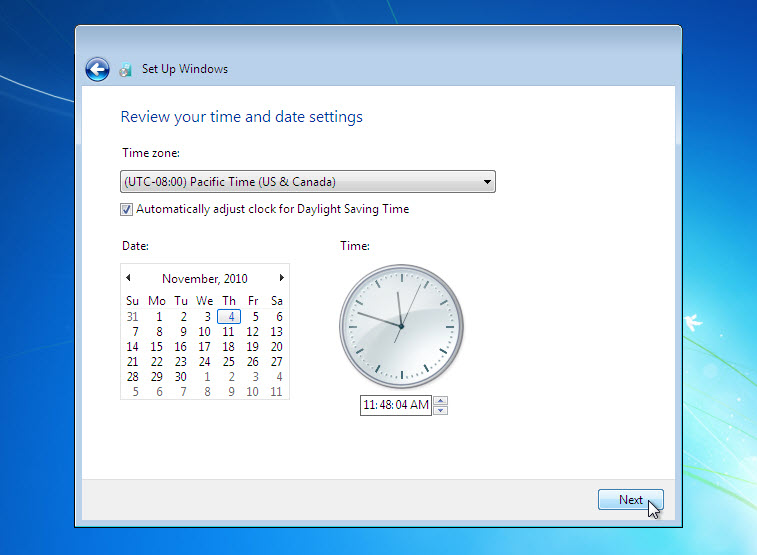 Set Up Windows
Review your time and date settings
Time zone:
(UTC-08:00) Pacific Time (US & Canada)
Automatically adjust clock for Daylight Saving Time
Date:
Time:
November, 2010
Su Mo Tu We Th Fr Sa
31 1 2 3 4 5 6
7 8 9 10 11 12 13
14 15 16 17 18 19 20
21 22 23 24 25 26 27
28 29 30 1 2 3 4
5 6 7 8 9 10 11
11:48:04 AM
Next